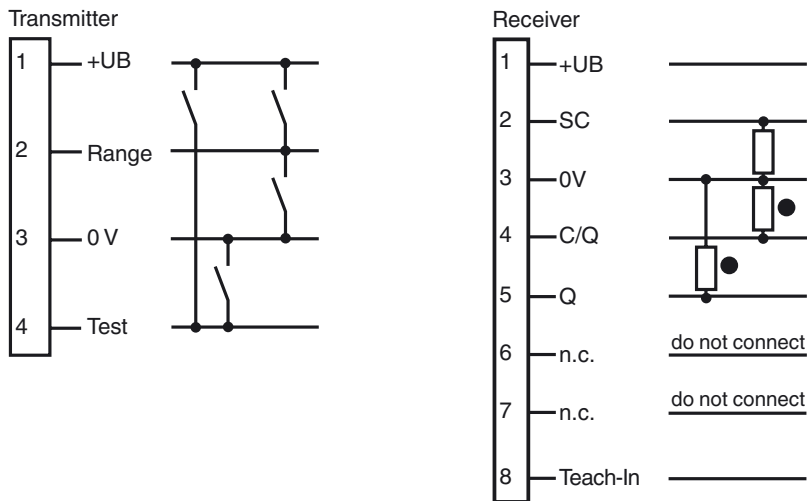 Transmitter
1 +UB
2 Range
3 0 V
4 Test
Receiver
1 +UB
2 SC
3 0V
4 C/Q
5 Q
6 n.c. do not connect
7 n.c. do not connect
8 Teach-In